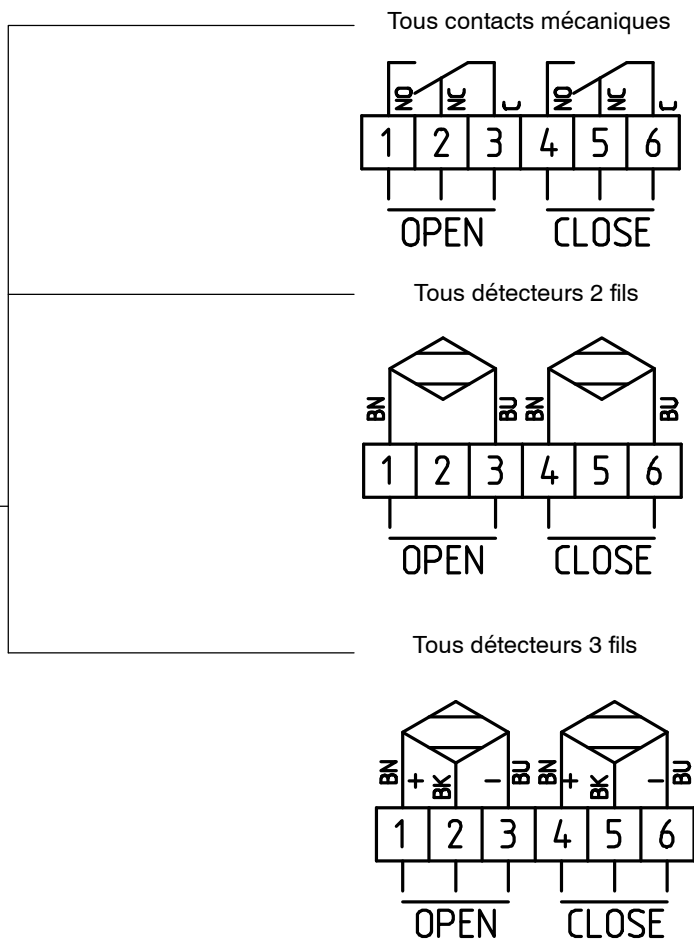 Tous contacts mécaniques
NO NC C NO NC C
1 2 3 4 5 6
OPEN CLOSE
Tous détecteurs 2 fils
BN BU BN BU
1 2 3 4 5 6
OPEN CLOSE
Tous détecteurs 3 fils
BN + BK - BU BN + BK - BU
1 2 3 4 5 6
OPEN CLOSE